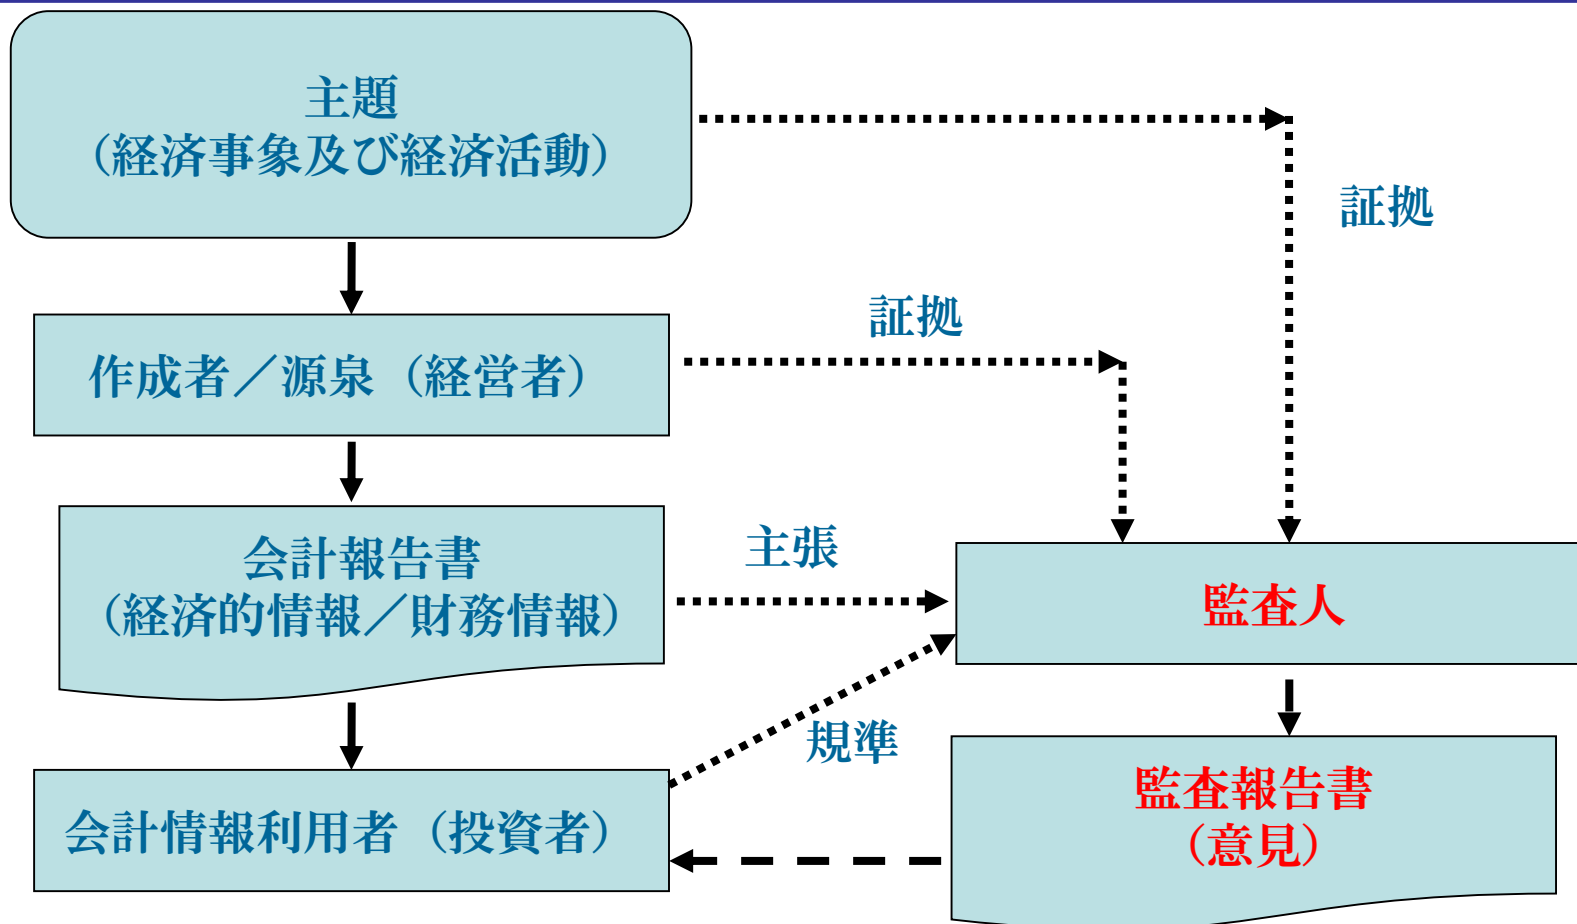 主題
（経済事象及び経済活動）
証拠
証拠
作成者／源泉（経営者）
会計報告書
（経済的情報／財務情報）
主張
監査人
規準
会計情報利用者（投資者）
監査報告書
（意見）